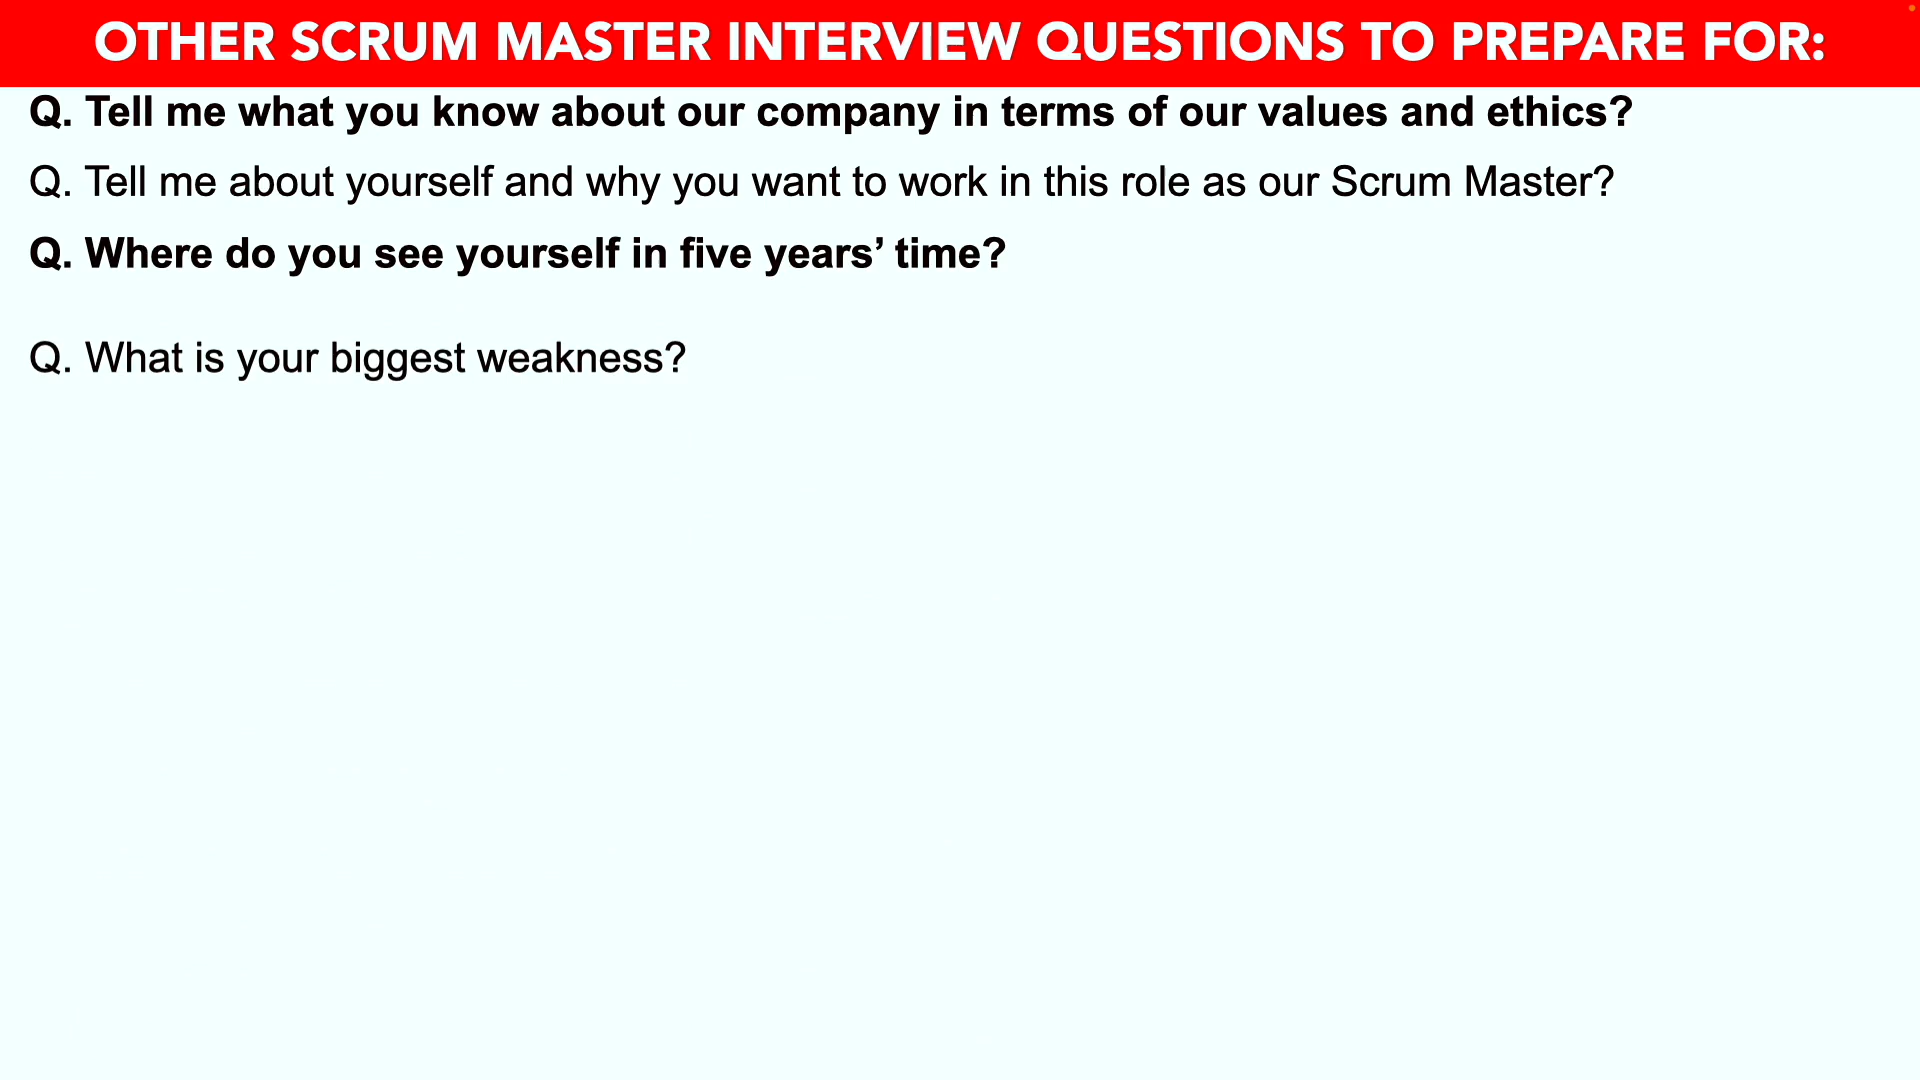 OTHER SCRUM MASTER INTERVIEW QUESTIONS TO PREPARE FOR:
Q. Tell me what you know about our company in terms of our values and ethics?
Q. Tell me about yourself and why you want to work in this role as our Scrum Master?
Q. Where do you see yourself in five years’ time?
Q. What is your biggest weakness?